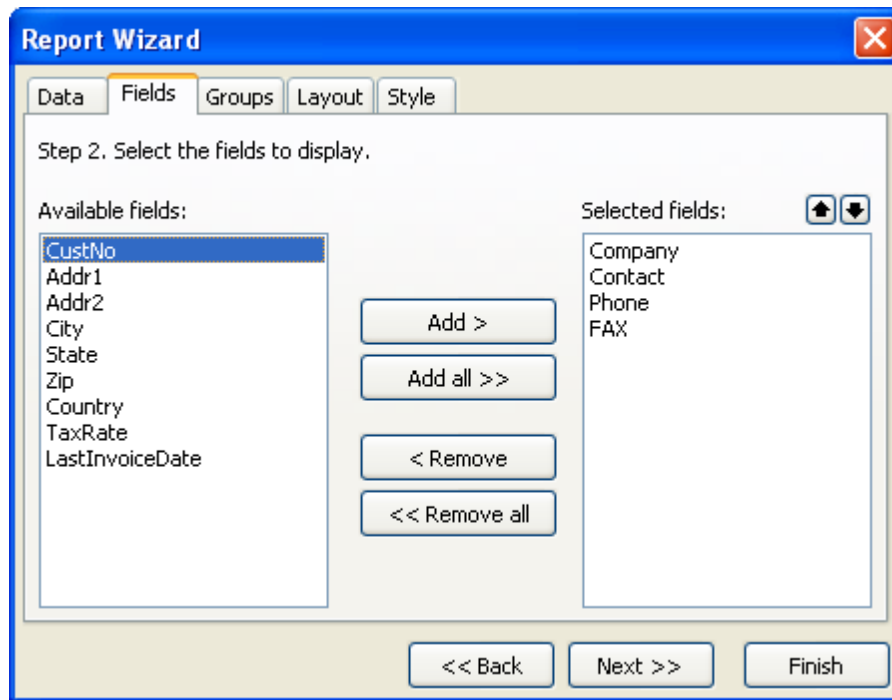 Report Wizard
Data Fields Groups Layout Style
Step 2. Select the fields to display.
Available fields:
CustNo
Addr1
Addr2
City
State
Zip
Country
TaxRate
LastInvoiceDate
Add >
Add all >>
< Remove
<< Remove all
Selected fields:
Company
Contact
Phone
FAX
<< Back Next >> Finish